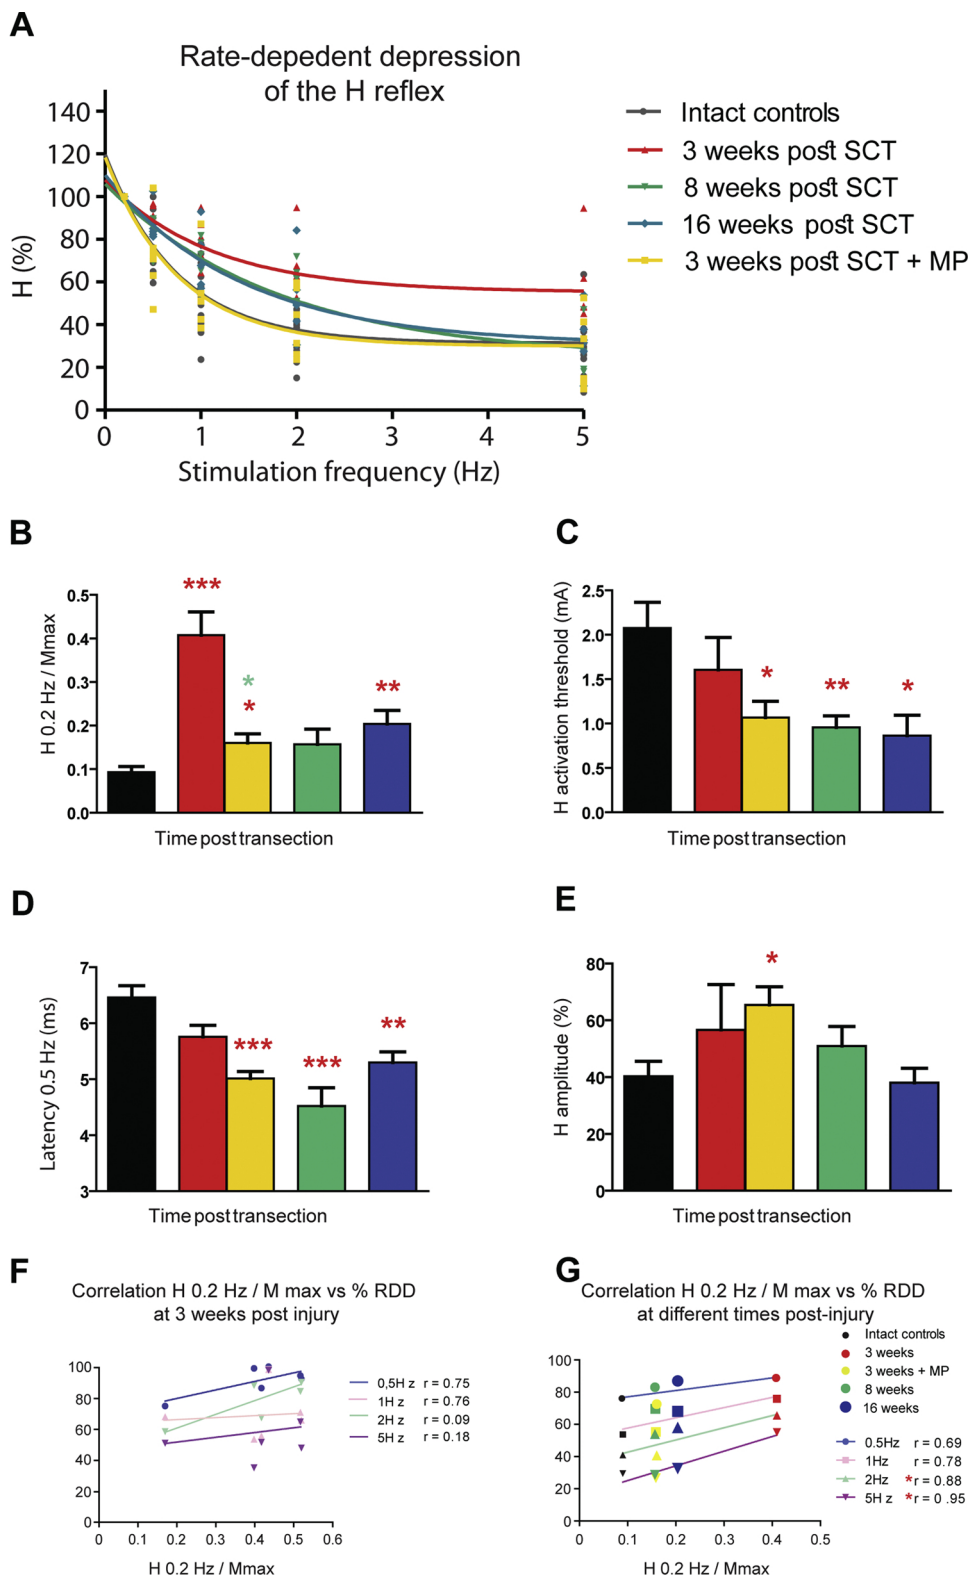 A
Rate-depedent depression
of the H reflex
H (%)
140
120
100
80
60
40
20
0
0 1 2 3 4 5
Stimulation frequency (Hz)
Intact controls
3 weeks post SCT
8 weeks post SCT
16 weeks post SCT
3 weeks post SCT + MP
B
H 0.2 Hz / Mmax
0.5
0.4
0.3
0.2
0.1
0.0
***
*
*
**
Time post transection
C
H activation threshold (mA)
2.5
2.0
1.5
1.0
0.5
0.0
*
**
*
Time post transection
D
Latency 0.5 Hz (ms)
7
6
5
4
3
***
***
**
Time post transection
E
H amplitude (%)
80
60
40
20
0
*
Time post transection
F
Correlation H 0.2 Hz / M max vs % RDD
at 3 weeks post injury
100
80
60
40
20
0
0 0.1 0.2 0.3 0.4 0.5 0.6
H 0.2 Hz / Mmax
0,5H z r = 0.75
1H z r = 0.76
2H z r = 0.09
5H z r = 0.18
G
Correlation H 0.2 Hz / M max vs % RDD
at different times post-injury
100
80
60
40
20
0
0 0.1 0.2 0.3 0.4 0.5
H 0.2 Hz / Mmax
Intact controls
3 weeks
3 weeks + MP
8 weeks
16 weeks
0.5Hz r = 0.69
1Hz r = 0.78
2Hz *r = 0.88
5H z *r = 0 .95